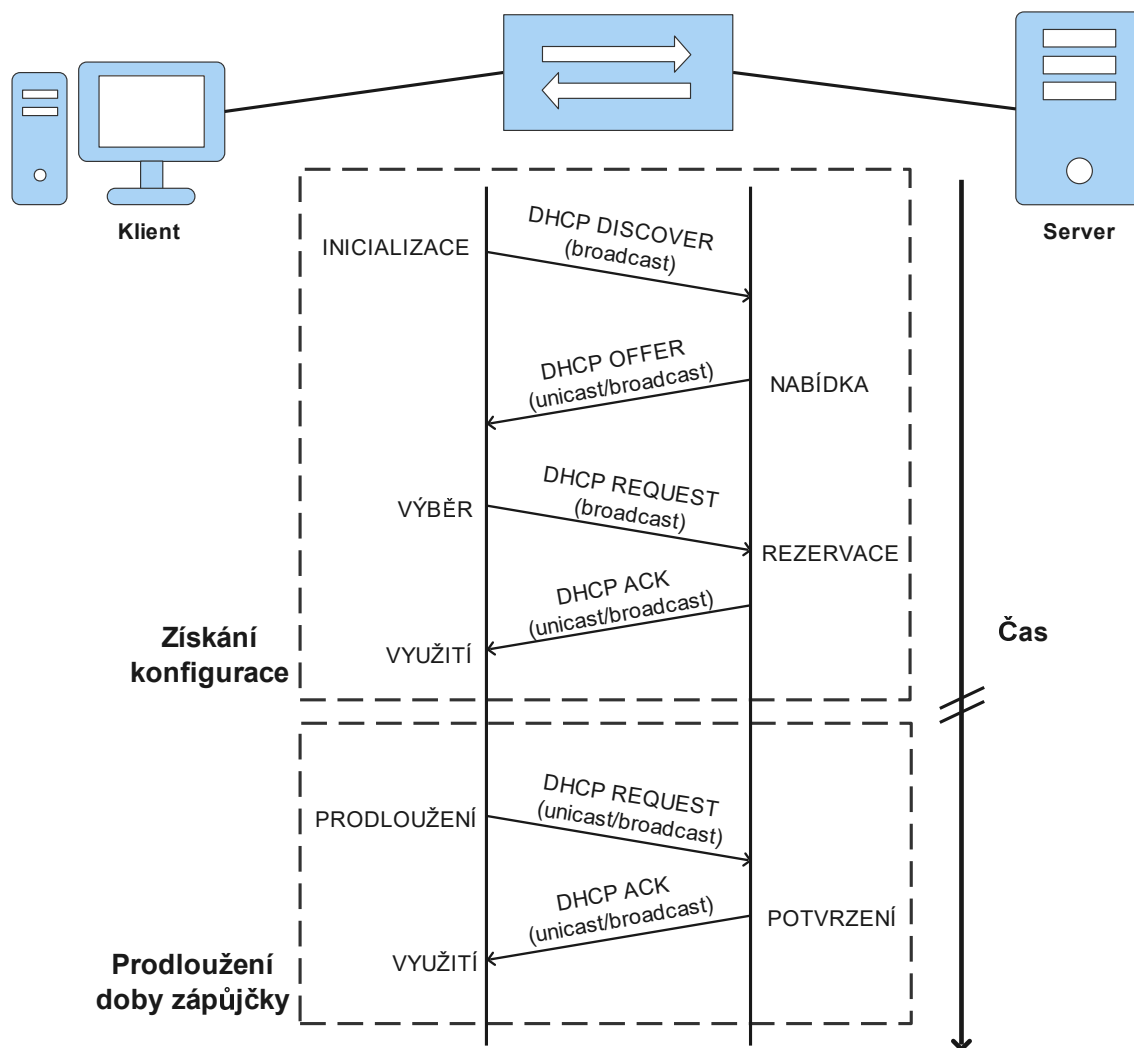 Klient
Server
DHCP DISCOVER
(broadcast)
INICIALIZACE
DHCP OFFER
(unicast/broadcast)
NABÍDKA
DHCP REQUEST
(broadcast)
VÝBĚR
REZERVACE
DHCP ACK
(unicast/broadcast)
Získání
konfigurace
VYUŽITÍ
Čas
DHCP REQUEST
(unicast/broadcast)
PRODLOUŽENÍ
DHCP ACK
(unicast/broadcast)
POTVRZENÍ
VYUŽITÍ
Prodloužení
doby zápůjčky